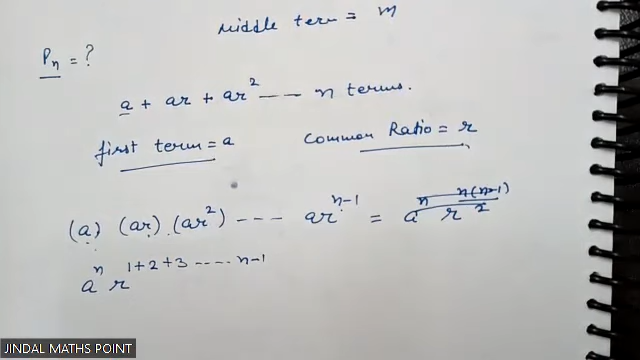 Middle term = m
Pₙ = ?
a + ar + ar² --- n terms.
first term = a    Common Ratio = r
(a) (ar) (ar²) --- ar^(n-1) = a^n r^(n(n-1)/2)
a^n r^(1+2+3.....n-1)
JINDAL MATHS POINT